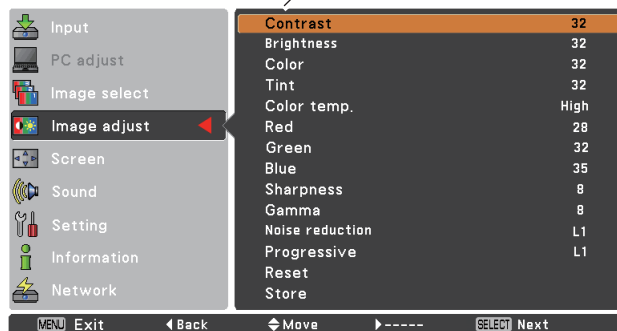 Input
PC adjust
Image select
Image adjust
Screen
Sound
Setting
Information
Network
Contrast 32
Brightness 32
Color 32
Tint 32
Color temp. High
Red 28
Green 32
Blue 35
Sharpness 8
Gamma 8
Noise reduction L1
Progressive L1
Reset
Store
MENU Exit Back Move ----- SELECT Next